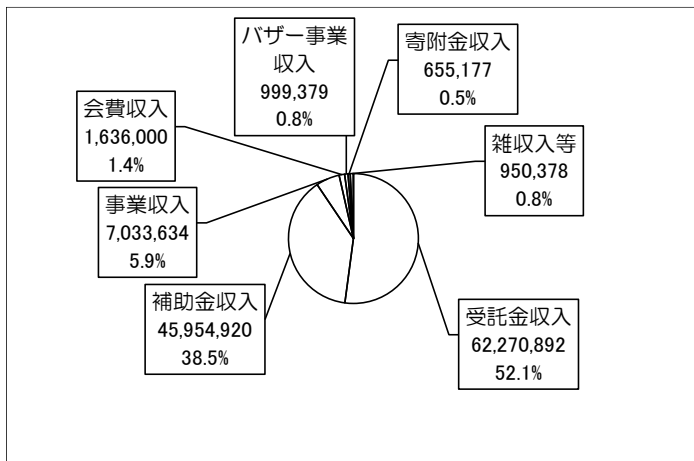 バザー事業
収入
999,379
0.8%
寄附金収入
655,177
0.5%
会費収入
1,636,000
1.4%
雑収入等
950,378
0.8%
事業収入
7,033,634
5.9%
補助金収入
45,954,920
38.5%
受託金収入
62,270,892
52.1%